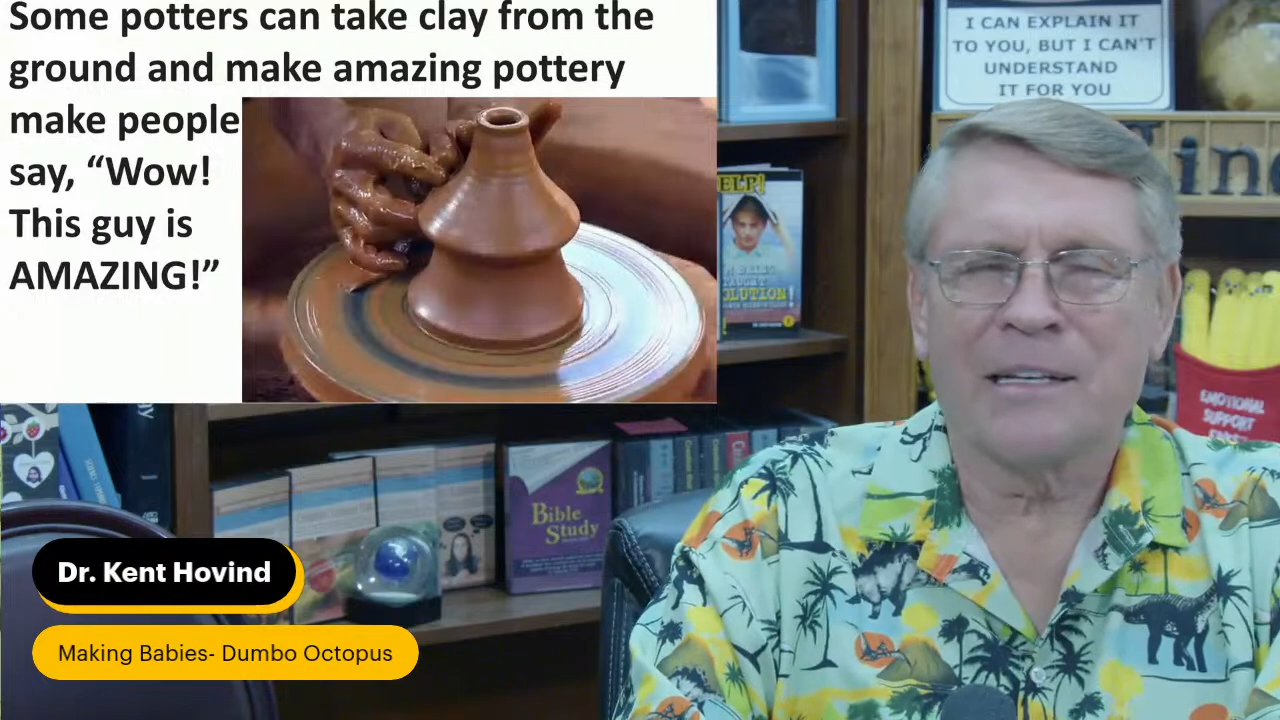 Some potters can take clay from the
ground and make amazing pottery
make people
say, “Wow!
This guy is
AMAZING!”
I CAN EXPLAIN IT
TO YOU, BUT I CAN'T
UNDERSTAND
IT FOR YOU
EMOTIONAL
SUPPORT
Bible
Study
Dr. Kent Hovind
Making Babies- Dumbo Octopus